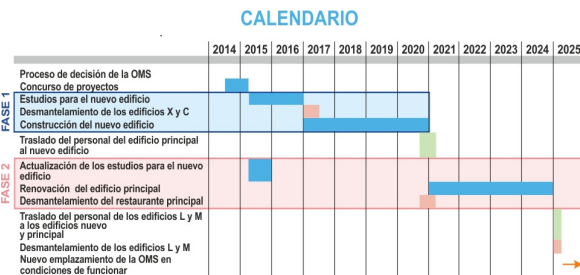 CALENDARIO
2014 2015 2016 2017 2018 2019 2020 2021 2022 2023 2024 2025
Proceso de decisión de la OMS
Concurso de proyectos
FASE 1
Estudios para el nuevo edificio
Desmantelamiento de los edificios X y C
Construcción del nuevo edificio
Traslado del personal del edificio principal
al nuevo edificio
FASE 2
Actualización de los estudios para el nuevo
edificio
Renovación del edificio principal
Desmantelamiento del restaurante principal
Traslado del personal de los edificios L y M
a los edificios nuevo
y principal
Desmantelamiento de los edificios L y M
Nuevo emplazamiento de la OMS en
condiciones de funcionar